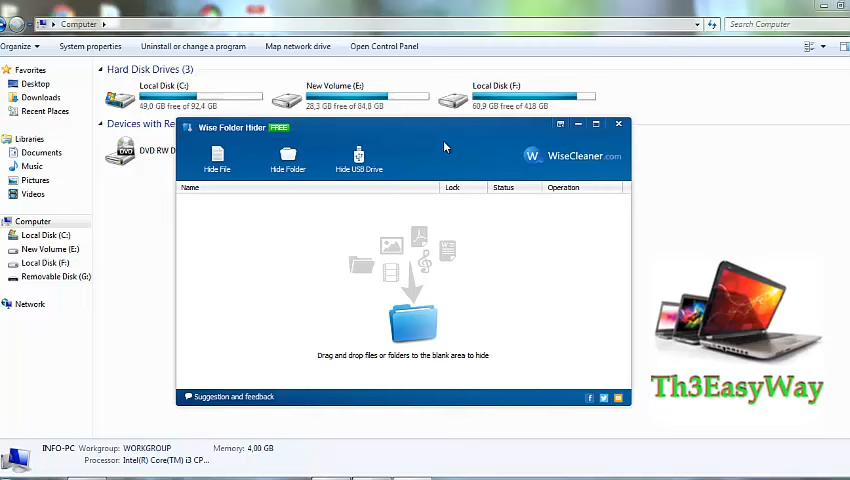 Computer
Search Computer
Organize
System properties
Uninstall or change a program
Map network drive
Open Control Panel
Favorites
Desktop
Downloads
Recent Places
Libraries
Documents
Music
Pictures
Videos
Computer
Local Disk (C:)
New Volume (E:)
Local Disk (F:)
Removable Disk (G:)
Network
Hard Disk Drives (3)
Local Disk (C:)
49,0 GB free of 92,4 GB
New Volume (E:)
28,3 GB free of 84,8 GB
Local Disk (F:)
60,9 GB free of 418 GB
Devices with Re
DVD RW D
DVD
Wise Folder Hider FREE
Hide File
Hide Folder
Hide USB Drive
W WiseCleaner.com
Name
Lock
Status
Operation
Drag and drop files or folders to the blank area to hide
Suggestion and feedback
Th3EasyWay
INFO-PC Workgroup: WORKGROUP Memory: 4,00 GB
Processor: Intel(R) Core(TM) i3 CP...